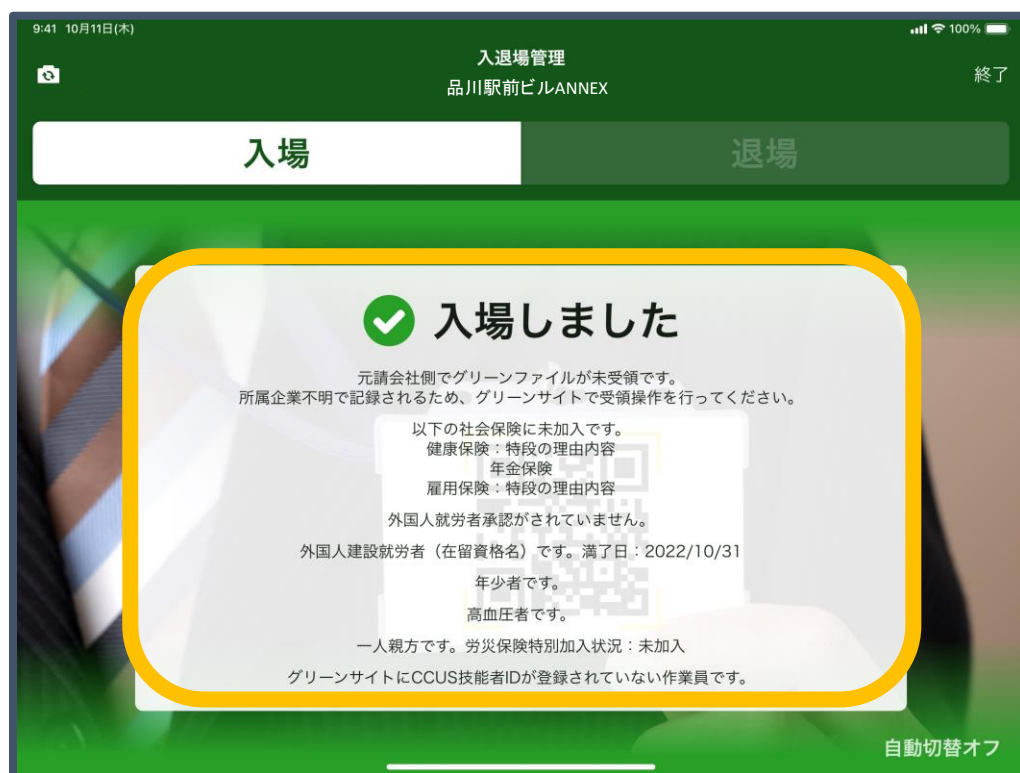 9:41 10月11日(木)
100%
入退場管理
品川駅前ビルANNEX
終了
入場
退場
入場しました
元請会社側でグリーンファイルが未受領です。
所属企業不明で記録されるため、グリーンサイトで受領操作を行ってください。
以下の社会保険に未加入です。
健康保険：特段の理由内容
年金保険
雇用保険：特段の理由内容
外国人就労者承認がされていません。
外国人建設就労者（在留資格名）です。満了日：2022/10/31
年少者です。
高血圧者です。
一人親方です。労災保険特別加入状況：未加入
グリーンサイトにCCUS技能者IDが登録されていない作業員です。
自動切替オフ